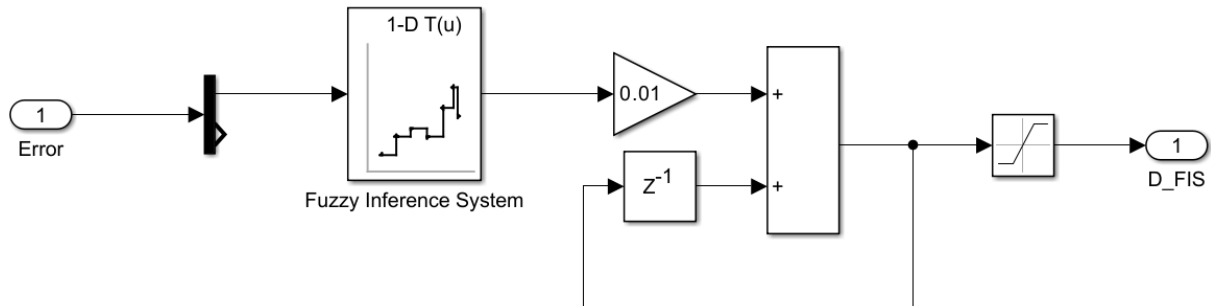 1-D T(u)
1
Error
Fuzzy Inference System
0.01
+
Z-1
+
1
D_FIS